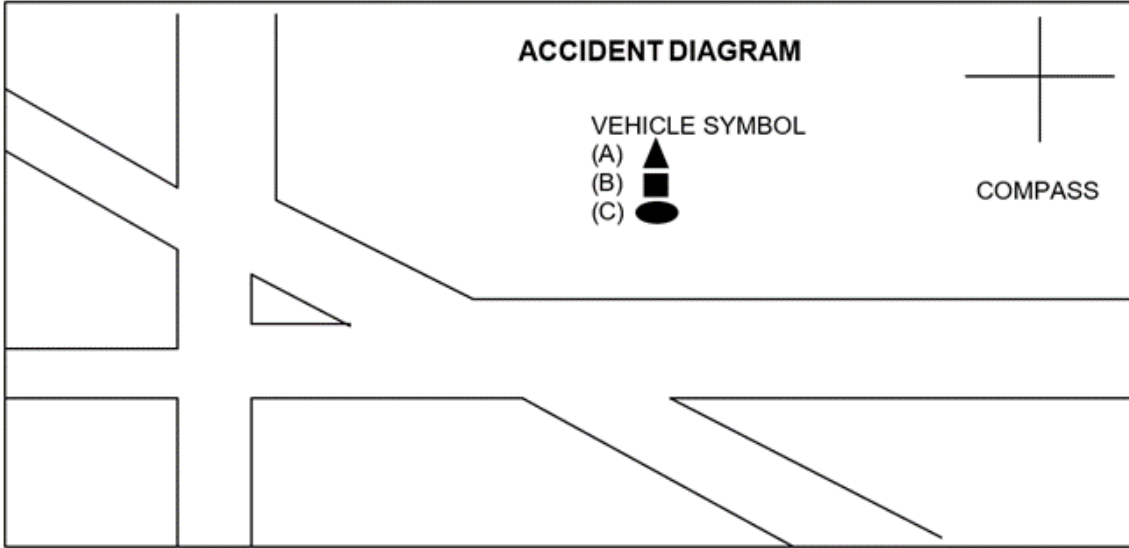 ACCIDENT DIAGRAM
VEHICLE SYMBOL
(A)
(B)
(C)
COMPASS